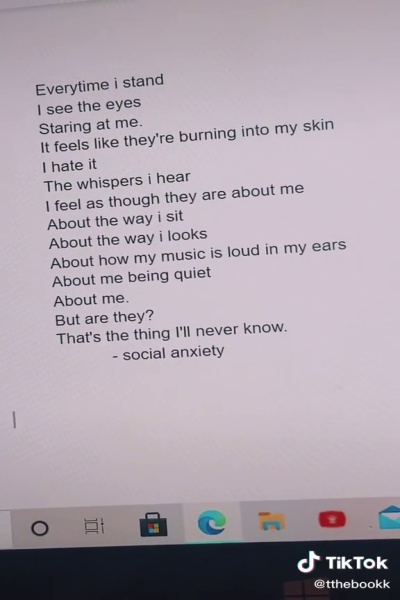 Everytime i stand
I see the eyes
Staring at me.
It feels like they're burning into my skin
I hate it
The whispers i hear
I feel as though they are about me
About the way i sit
About the way i looks
About how my music is loud in my ears
About me being quiet
About me.
But are they?
That's the thing I'll never know.
- social anxiety
TikTok
@tthebookk